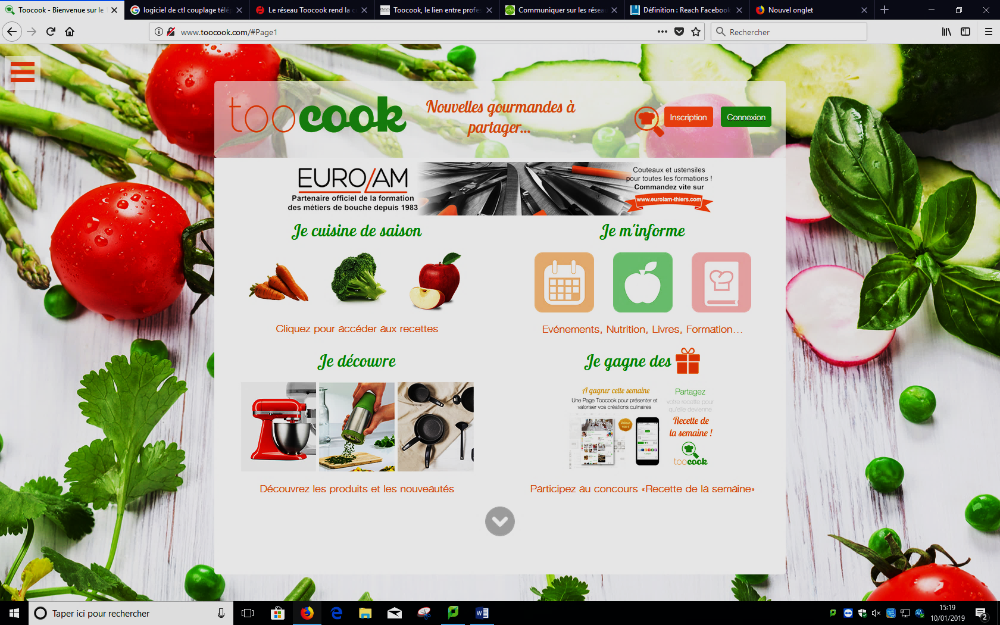 Toocook - Bienvenue sur le
logiciel de ctl couplage télép
Le réseau Toocook rend la c
Toocook, le lien entre profes
Communiquer sur les réseau
Définition : Reach Facebook
Nouvel onglet
www.toocook.com/#Page1
Rechercher
toocook
Nouvelles gourmandes à
partager...
Inscription
Connexion
EURO/AM
Partenaire officiel de la formation
des métiers de bouche depuis 1983
Couteaux et ustensiles
pour toutes les formations !
Commandez vite sur
www.eurolam-thiers.com
Je cuisine de saison
Cliquez pour accéder aux recettes
Je m'informe
Evénements, Nutrition, Livres, Formation...
Je découvre
Découvrez les produits et les nouveautés
Je gagne des
A gagner cette semaine
Une Page Toocook pour présenter et
valoriser vos créations culinaires
Partagez
votre recette pour
qu'elle devienne
Recette de
la semaine !
toocook
Participez au concours «Recette de la semaine»
Taper ici pour rechercher
15:19
10/01/2019
2